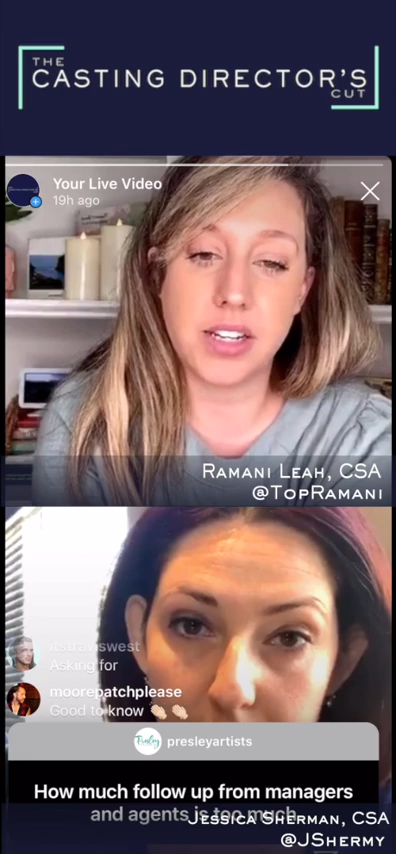 THE
CASTING DIRECTOR'S
CUT
Your Live Video
19h ago
RAMANI LEAH, CSA
@TOPRAMANI
itstraviswest
Asking for
moorepatchplease
Good to know 👏🏻 👏🏻
presleyartists
How much follow up from managers
and agents is too much
JESSICA SHERMAN, CSA
@JSHERMY